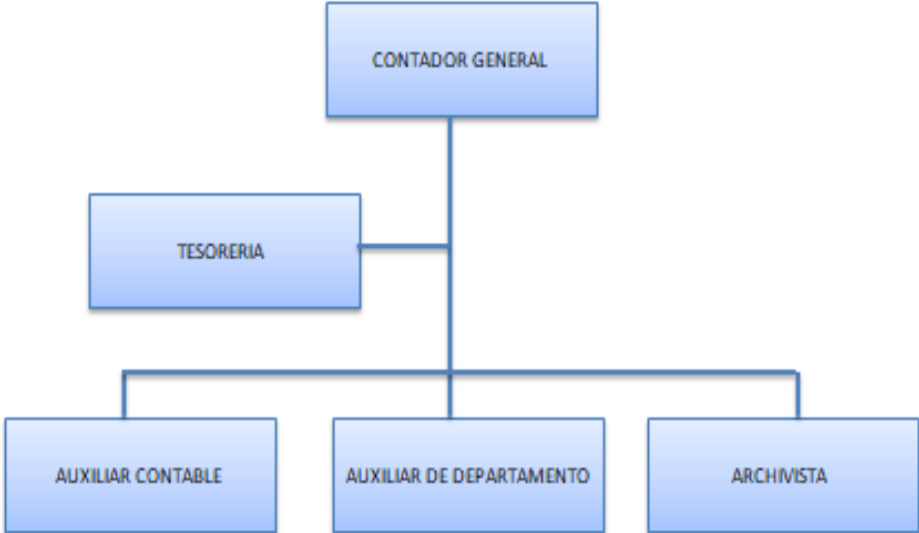 CONTADOR GENERAL
TESORERIA
AUXILIAR CONTABLE
AUXILIAR DE DEPARTAMENTO
ARCHIVISTA